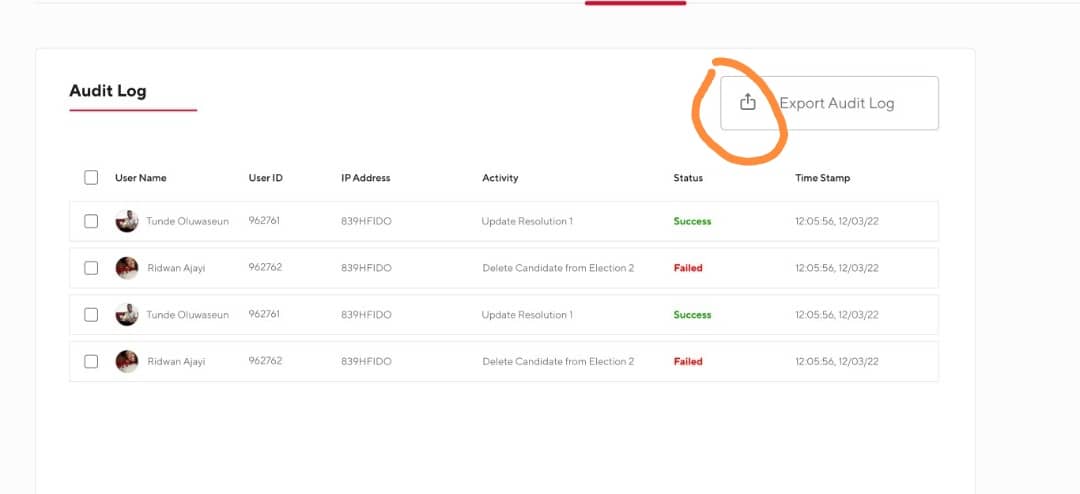 Audit Log
Export Audit Log
User Name User ID IP Address Activity Status Time Stamp
Tunde Oluwaseun 962761 839HFIDO Update Resolution 1 Success 12:05:56, 12/03/22
Ridwan Ajayi 962762 839HFIDO Delete Candidate from Election 2 Failed 12:05:56, 12/03/22
Tunde Oluwaseun 962761 839HFIDO Update Resolution 1 Success 12:05:56, 12/03/22
Ridwan Ajayi 962762 839HFIDO Delete Candidate from Election 2 Failed 12:05:56, 12/03/22